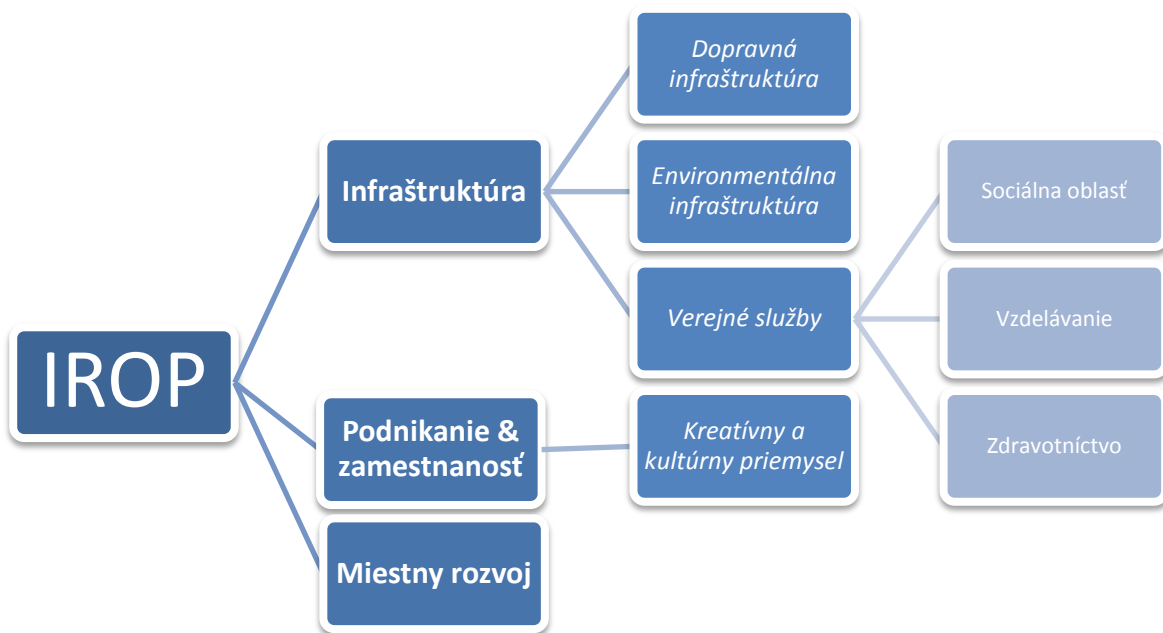 IROP
Infraštruktúra
Podnikanie &
zamestnanosť
Miestny rozvoj
Dopravná
infraštruktúra
Environmentálna
infraštruktúra
Verejné služby
Kreatívny a
kultúrny priemysel
Sociálna oblasť
Vzdelávanie
Zdravotníctvo